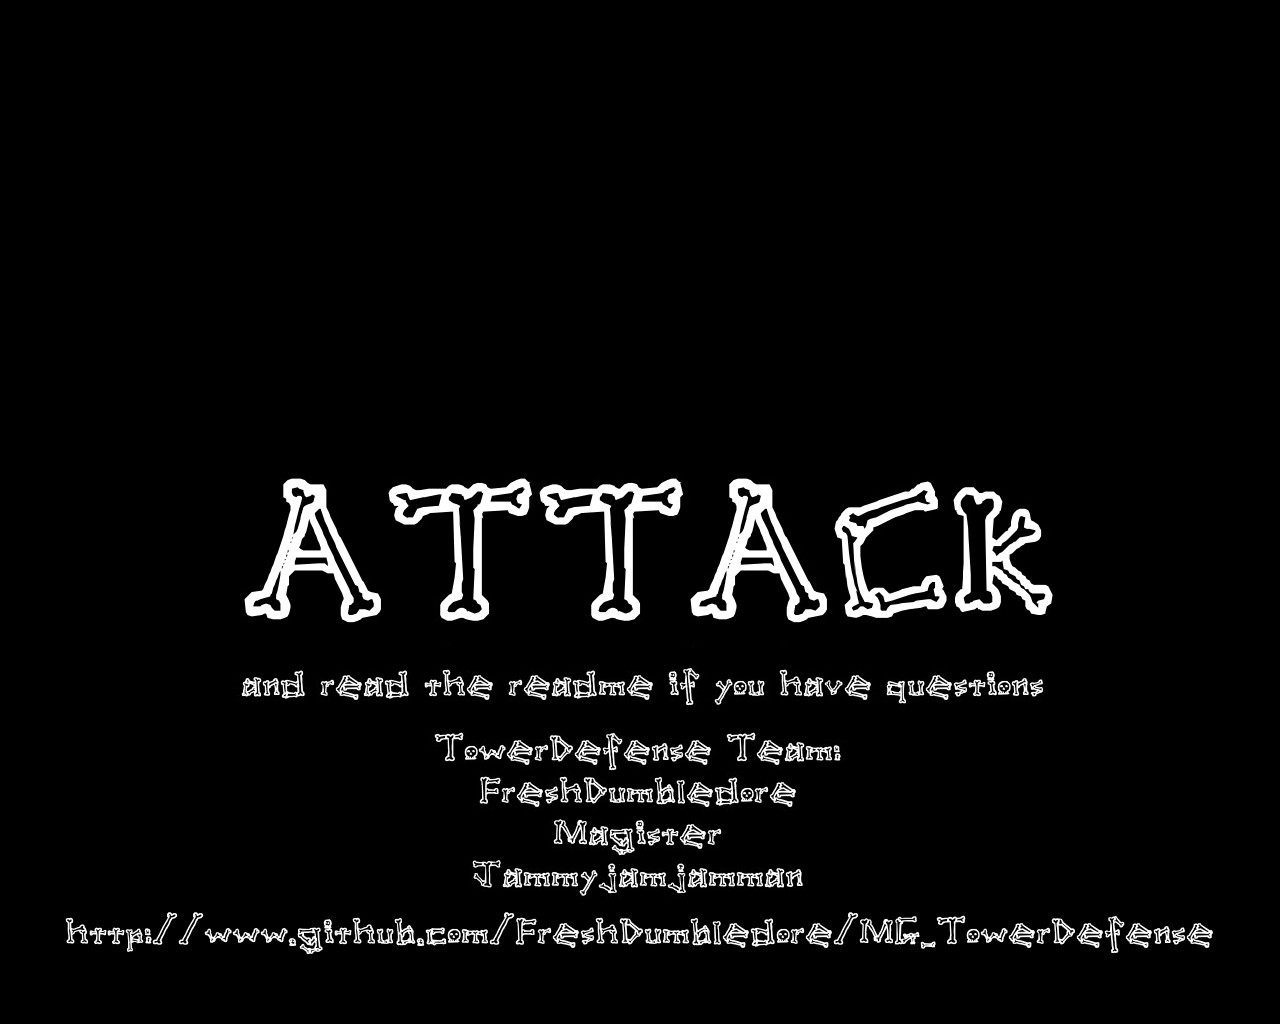 ATTACK
and read the readme if you have questions
TowerDefense Team:
FreshDumbledore
Magister
Jammyjamjamman
http://www.github.com/FreshDumbledore/MG_TowerDefense